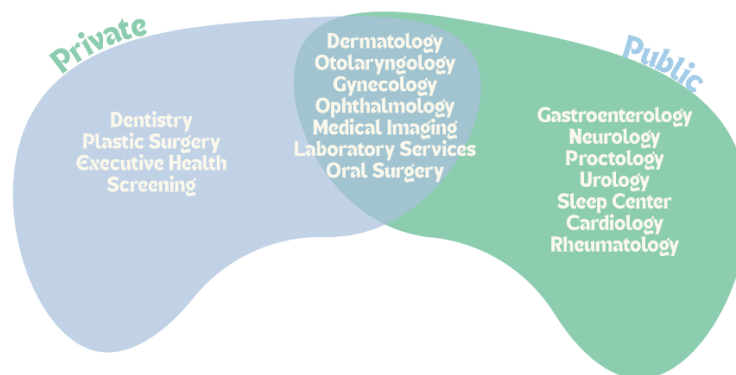 Private
Dentistry
Plastic Surgery
Executive Health
Screening
Dermatology
Otolaryngology
Gynecology
Ophthalmology
Medical Imaging
Laboratory Services
Oral Surgery
Public
Gastroenterology
Neurology
Proctology
Urology
Sleep Center
Cardiology
Rheumatology